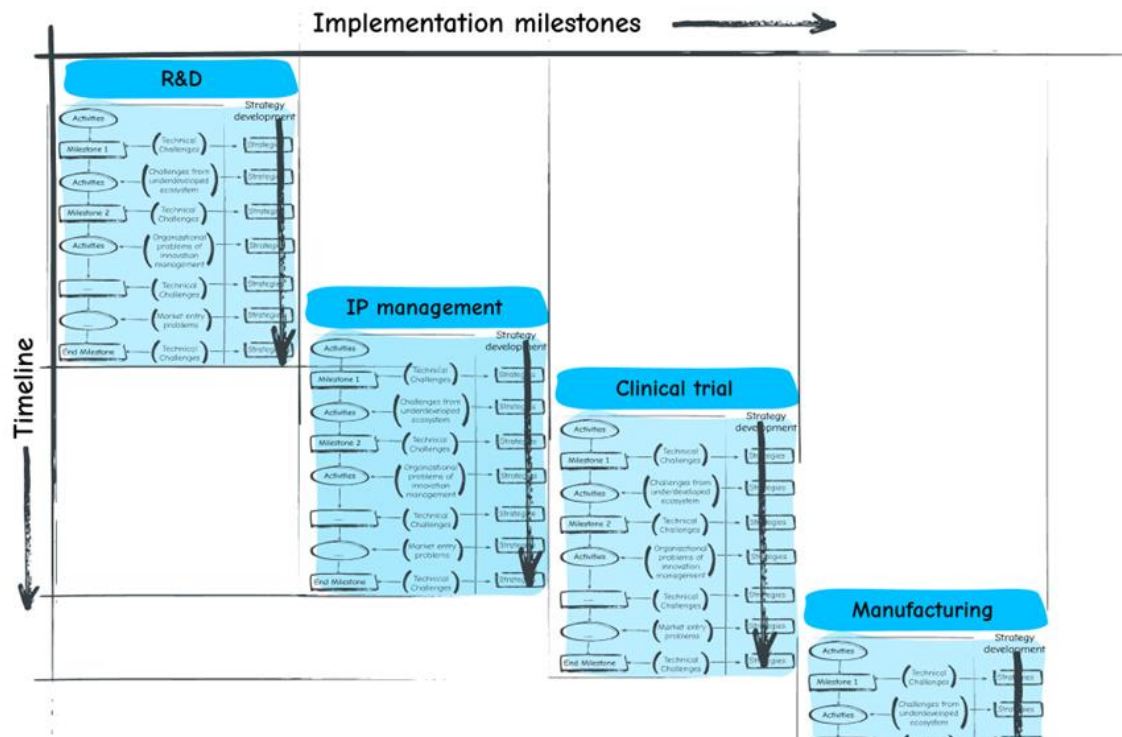 Implementation milestones
Timeline
R&D
Strategy
development
Activities
Milestone 1
Technical
Challenges
Strategies
Activities
Challenges from
underdeveloped
ecosystem
Strategies
Milestone 2
Technical
Challenges
Strategies
Activities
Organizational
problems of
innovation
management
Strategies
...
Technical
Challenges
Strategies
...
Market entry
problems
Strategies
End Milestone
Technical
Challenges
Strategies
IP management
Strategy
development
Activities
Milestone 1
Technical
Challenges
Strategies
Activities
Challenges from
underdeveloped
ecosystem
Strategies
Milestone 2
Technical
Challenges
Strategies
Activities
Organizational
problems of
innovation
management
Strategies
...
Technical
Challenges
Strategies
...
Market entry
problems
Strategies
End Milestone
Technical
Challenges
Strategies
Clinical trial
Strategy
development
Activities
Milestone 1
Technical
Challenges
Strategies
Activities
Challenges from
underdeveloped
ecosystem
Strategies
Milestone 2
Technical
Challenges
Strategies
Activities
Organizational
problems of
innovation
management
Strategies
...
Technical
Challenges
Strategies
...
Market entry
problems
Strategies
End Milestone
Technical
Challenges
Strategies
Manufacturing
Strategy
development
Activities
Milestone 1
Technical
Challenges
Strategies
Activities
Challenges from
underdeveloped
ecosystem
Strategies